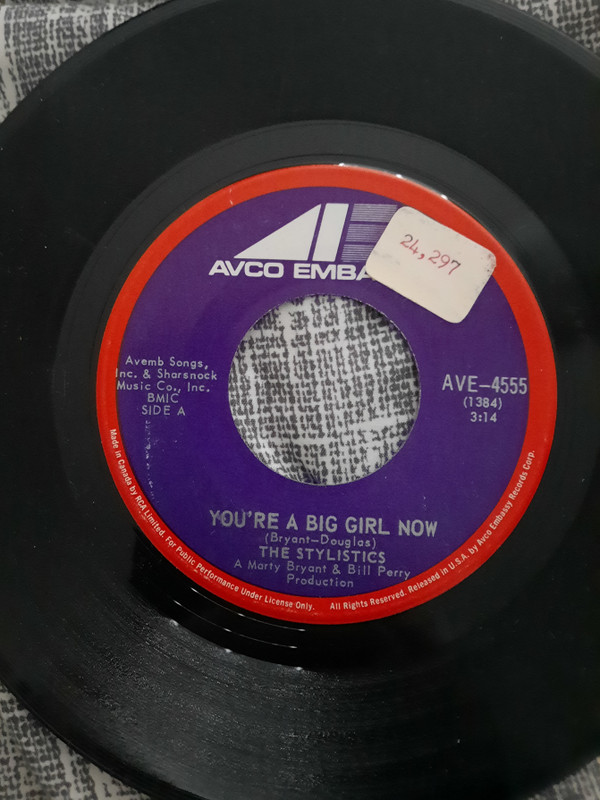 AVCO EMBA
24,297
Avemb Songs,
Inc. & Sharsnock
Music Co., Inc.
BMIC
SIDE A
AVE-4555
(1384)
3:14
YOU'RE A BIG GIRL NOW
(Bryant-Douglas)
THE STYLISTICS
A Marty Bryant & Bill Perry
Production
Made in Canada by RCA Limited. For Public Performance Under License Only. All Rights Reserved. Released in U.S.A. by Avco Embassy Records Corp.